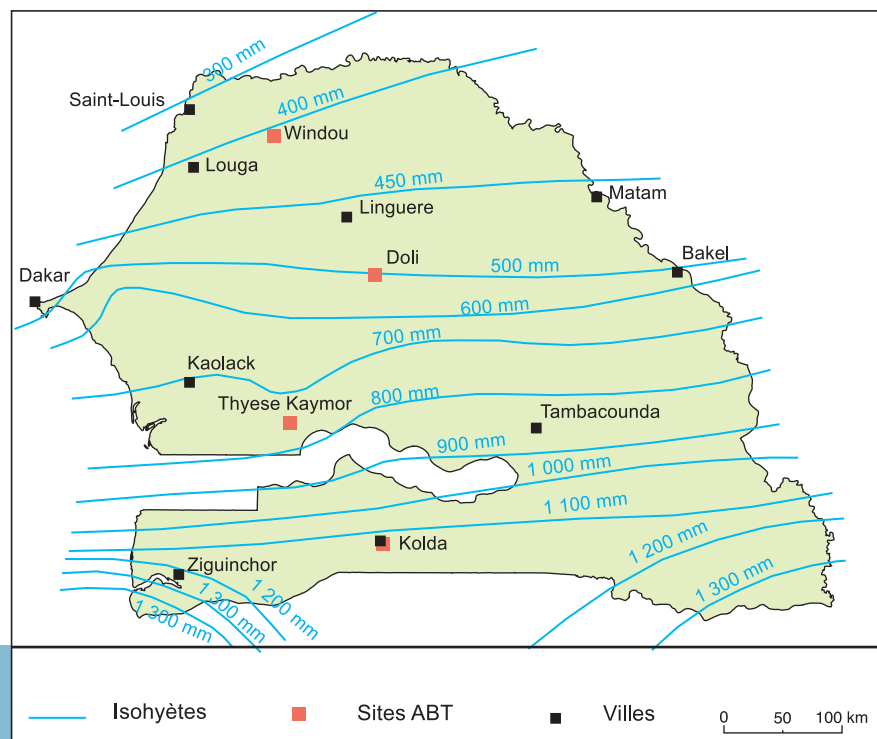 300 mm
Saint-Louis
400 mm
Windou
Louga
450 mm
Matam
Linguere
Doli
Bakel
Dakar
500 mm
600 mm
700 mm
Kaolack
800 mm
Thyese Kaymor
Tambacounda
900 mm
1 000 mm
1 100 mm
Kolda
1 200 mm
Ziguinchor
1 200 mm
1 300 mm
1 300 mm
1 300 mm
Isohyètes
Sites ABT
Villes
0 50 100 km